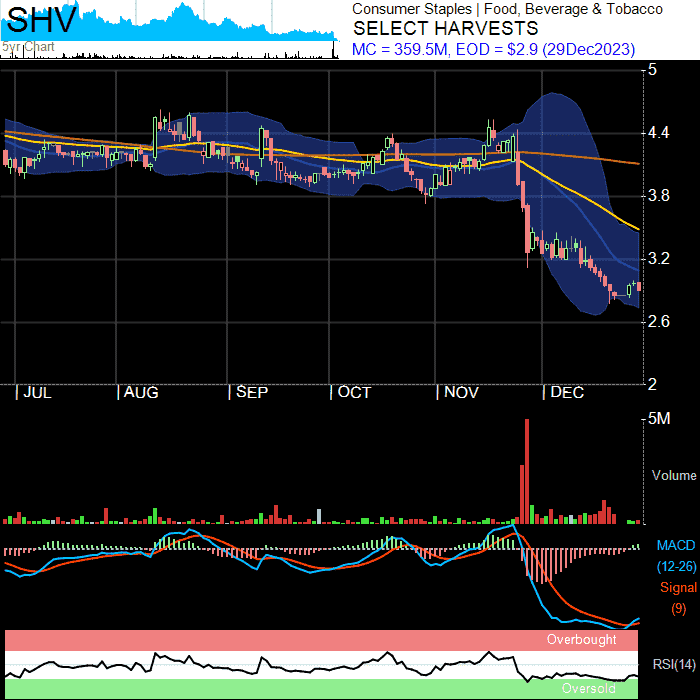 SHV
5yr Chart
Consumer Staples | Food, Beverage & Tobacco
SELECT HARVESTS
MC = 359.5M, EOD = $2.9 (29Dec2023)
5
4.4
3.8
3.2
2.6
2
JUL AUG SEP OCT NOV DEC
5M
Volume
MACD
(12-26)
Signal
(9)
Overbought
RSI(14)
Oversold